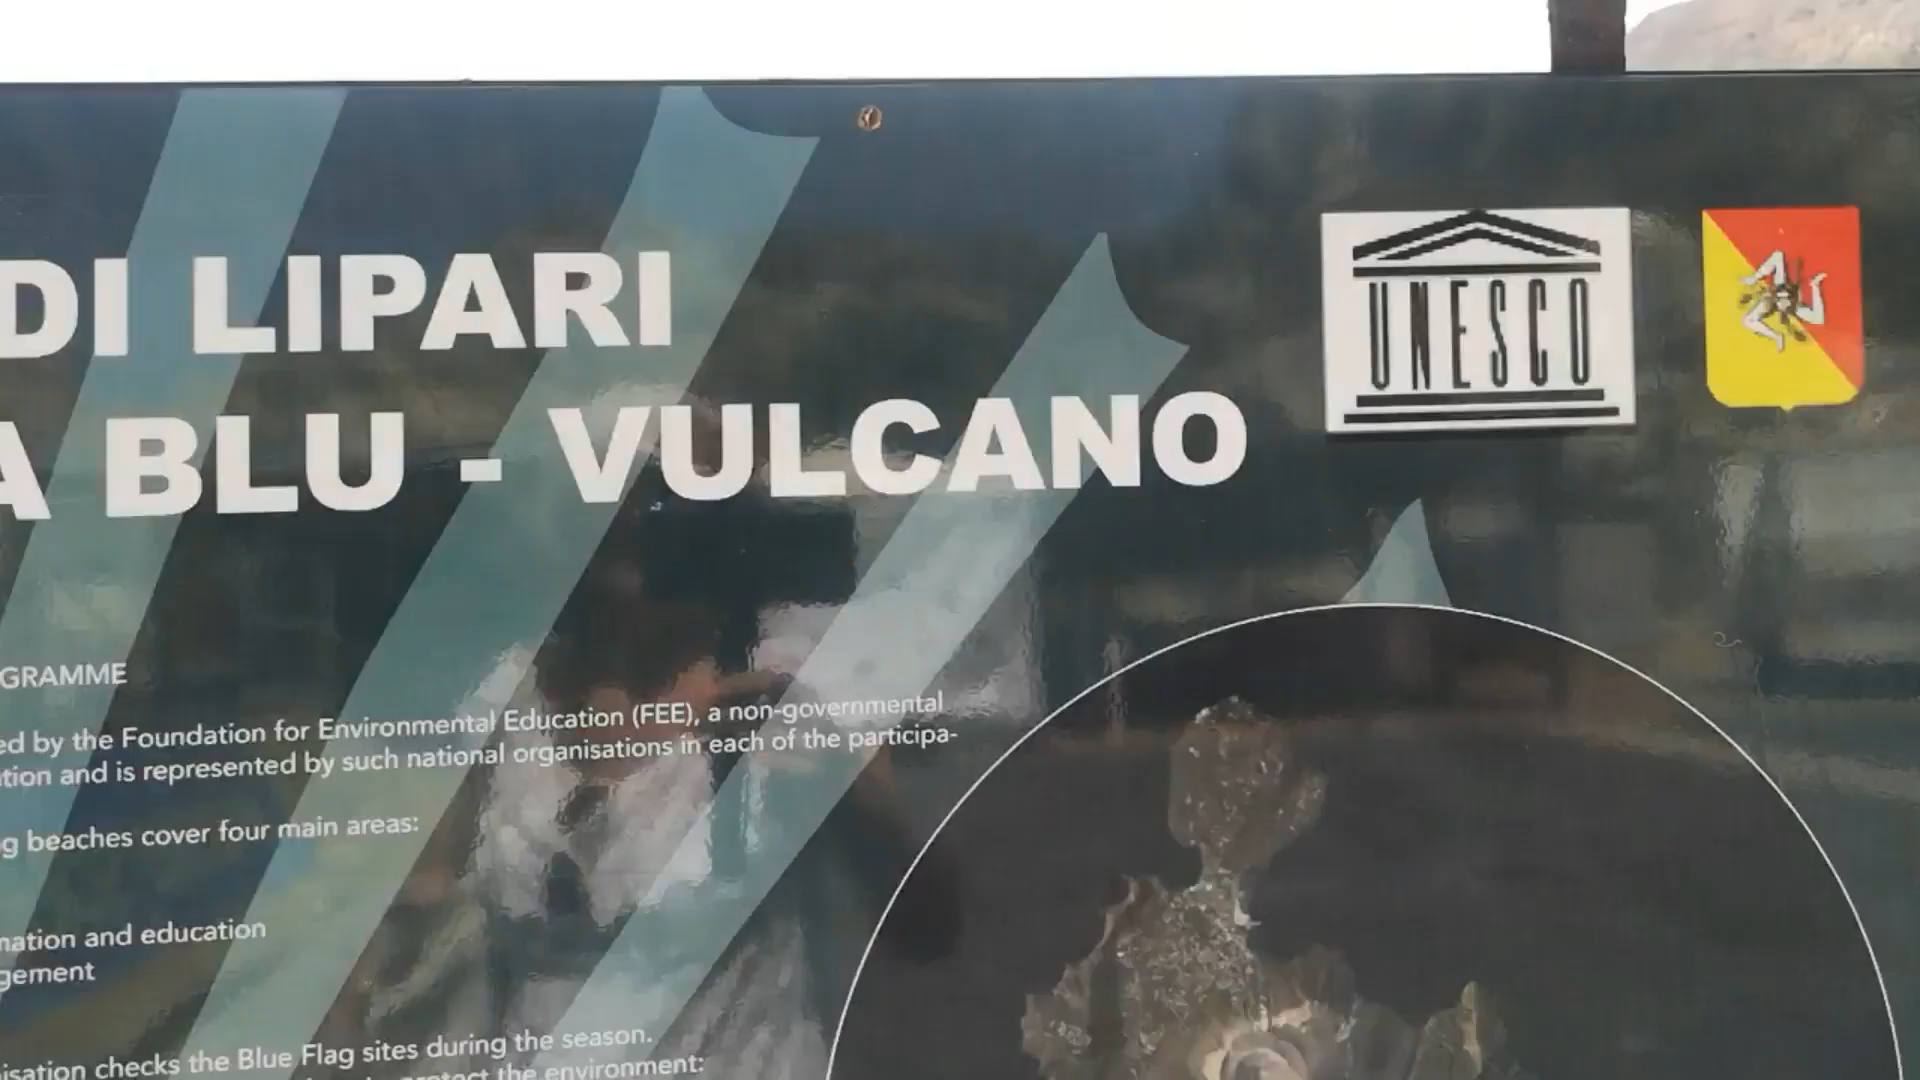 DI LIPARI
A BLU - VULCANO
UNESCO
GRAMME
ed by the Foundation for Environmental Education (FEE), a non-governmental
tion and is represented by such national organisations in each of the participa-
g beaches cover four main areas:
mation and education
gement
isation checks the Blue Flag sites during the season.
the environment: